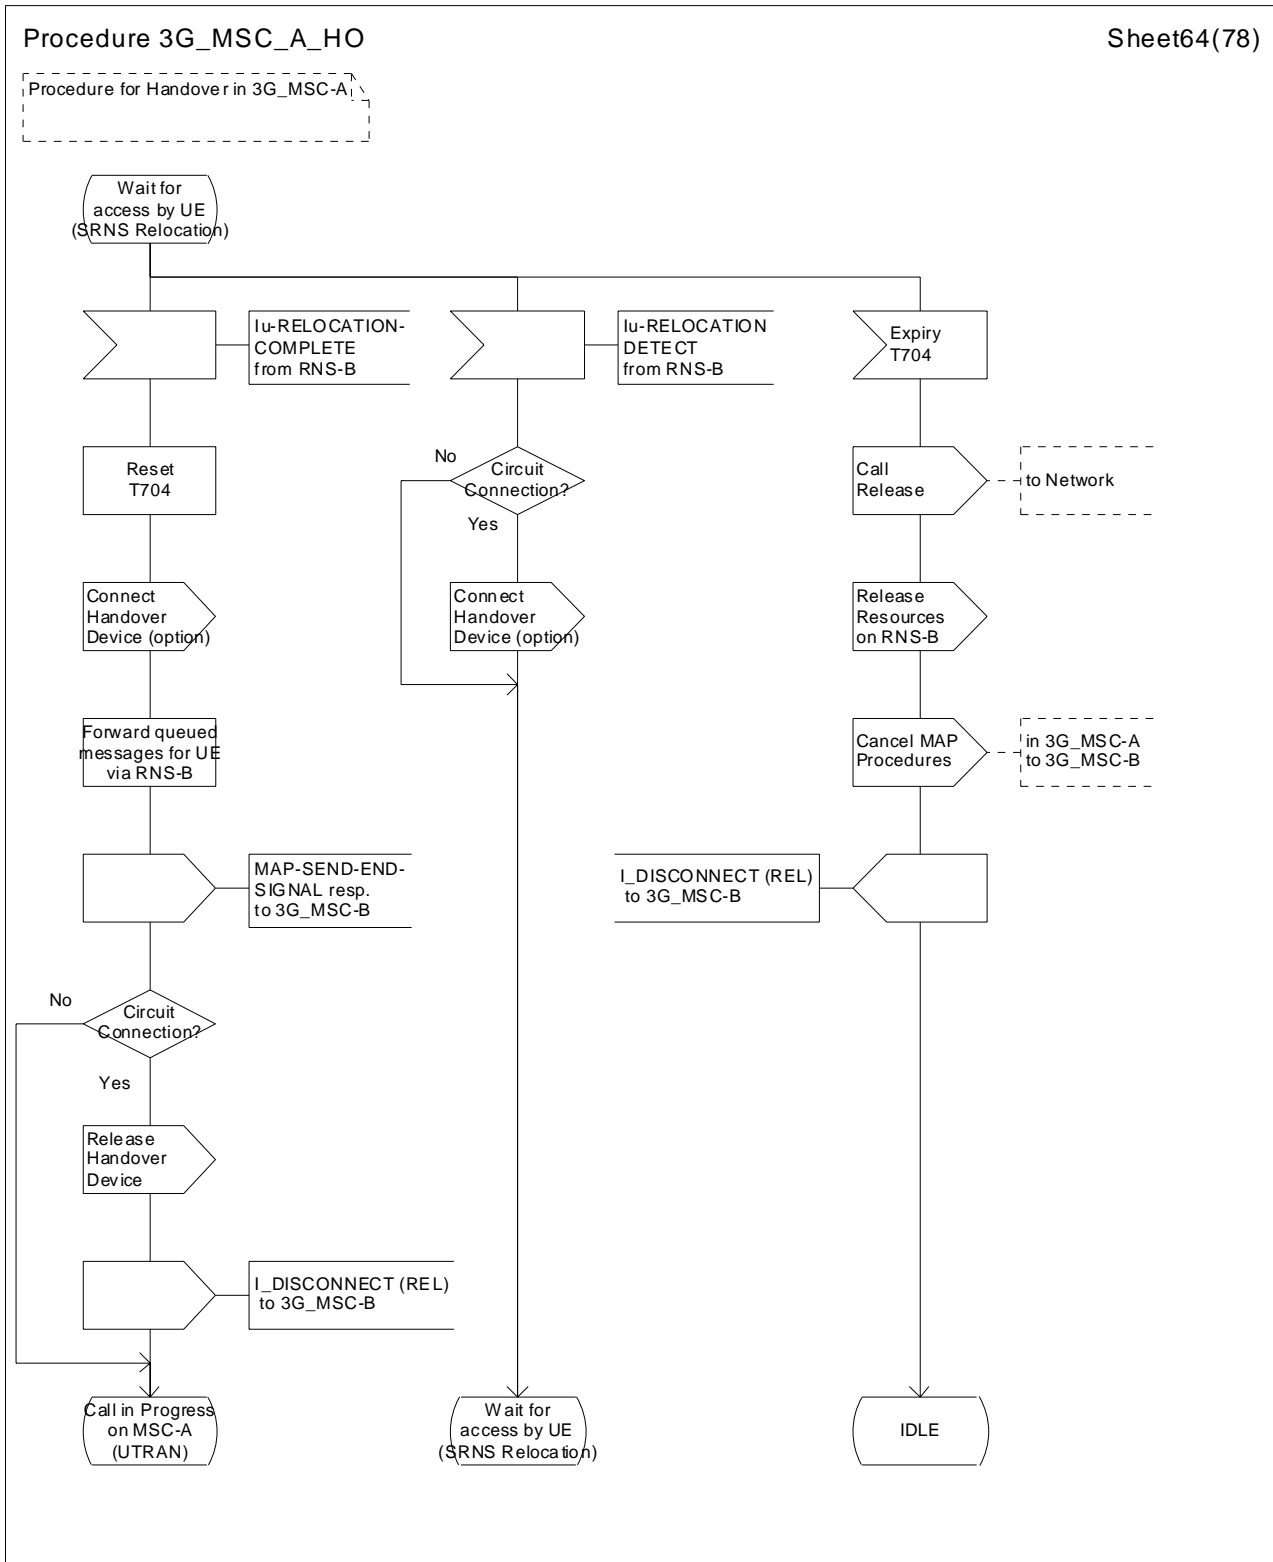 Procedure 3G_MSC_A_HO
Sheet64(78)
Procedure for Handover in 3G_MSC-A
Wait for
access by UE
(SRNS Relocation)
Iu-RELOCATION-
COMPLETE
from RNS-B
Iu-RELOCATION
DETECT
from RNS-B
Expiry
T704
Reset
T704
No
Circuit
Connection?
Yes
Call
Release
to Network
Connect
Handover
Device (option)
Connect
Handover
Device (option)
Release
Resources
on RNS-B
Forward queued
messages for UE
via RNS-B
Cancel MAP
Procedures
in 3G_MSC-A
to 3G_MSC-B
MAP-SEND-END-
SIGNAL resp.
to 3G_MSC-B
I_DISCONNECT (REL)
to 3G_MSC-B
No
Circuit
Connection?
Yes
Release
Handover
Device
I_DISCONNECT (REL)
to 3G_MSC-B
Call in Progress
on MSC-A
(UTRAN)
Wait for
access by UE
(SRNS Relocation)
IDLE